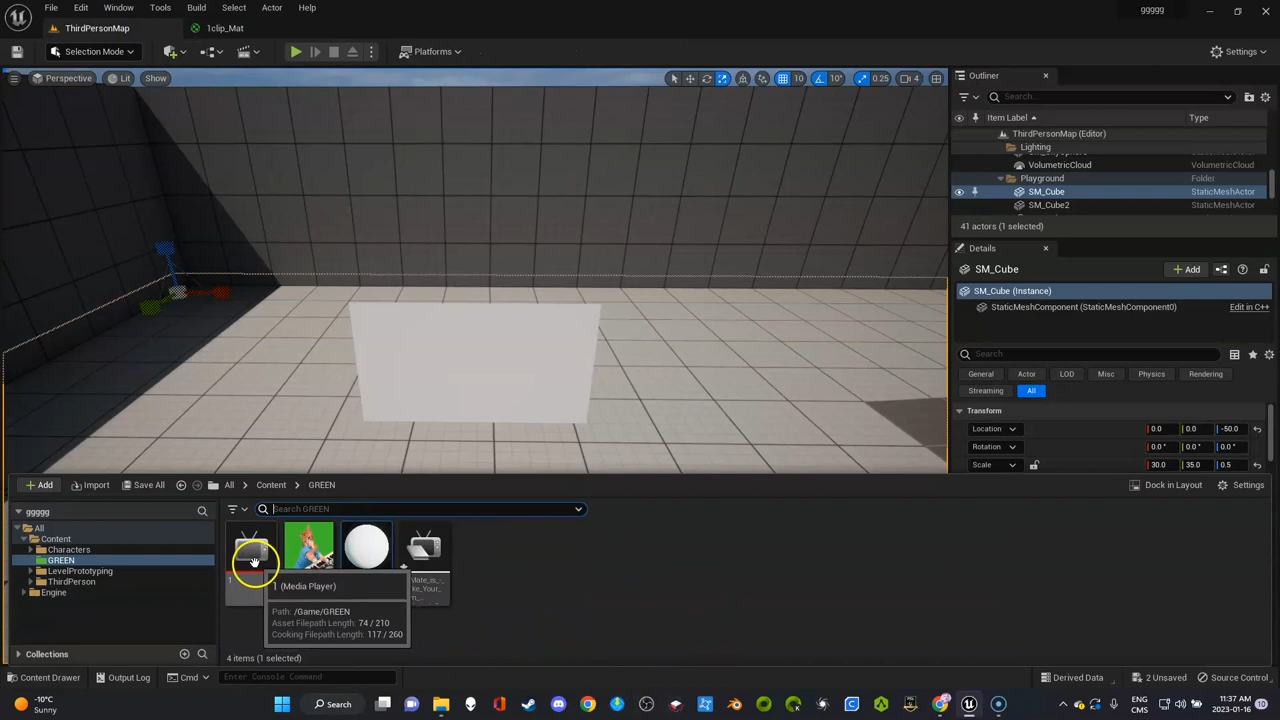 File Edit Window Tools Build Select Actor Help
ggggg
ThirdPersonMap
1clip_Mat
Selection Mode
Platforms
Settings
Perspective
Lit
Show
10
10°
0.25
4
Outliner
Search...
Item Label
Type
ThirdPersonMap (Editor)
Lighting
VolumetricCloud
VolumetricCloud
Playground
Folder
SM_Cube
StaticMeshActor
SM_Cube2
StaticMeshActor
41 actors (1 selected)
Details
SM_Cube
Add
SM_Cube (Instance)
StaticMeshComponent (StaticMeshComponent0)
Edit in C++
Search
General
Actor
LOD
Misc
Physics
Rendering
Streaming
All
Transform
Location
0.0
0.0
-50.0
Rotation
0.0°
0.0°
0.0°
Scale
30.0
35.0
0.5
Add
Import
Save All
All
Content
GREEN
Dock in Layout
Settings
ggggg
Search GREEN
All
Content
Characters
GREEN
LevelPrototyping
ThirdPerson
Engine
Collections
1
1 (Media Player)
Path: /Game/GREEN
Asset Filepath Length: 74 / 210
Cooking Filepath Length: 117 / 260
4 items (1 selected)
Content Drawer
Output Log
Cmd
Enter Console Command
Derived Data
2 Unsaved
Source Control
-10°C
Sunny
Search
ENG
CMS
11:37 AM
2023-01-16